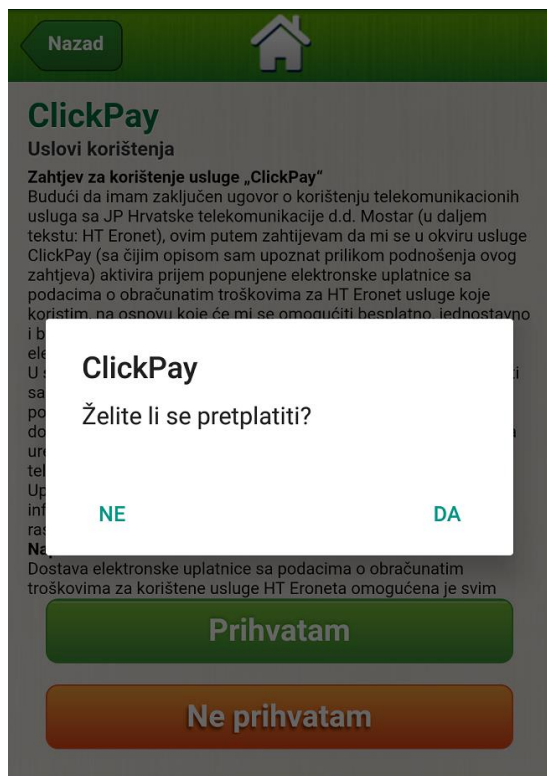 Nazad
ClickPay
Uslovi korištenja
Zahtjev za korištenje usluge „ClickPay“
Budući da imam zaključen ugovor o korištenju telekomunikacionih
usluga sa JP Hrvatske telekomunikacije d.d. Mostar (u daljem
tekstu: HT Eronet), ovim putem zahtijevam da mi se u okviru usluge
ClickPay (sa čijim opisom sam upoznat prilikom podnošenja ovog
zahtjeva) aktivira prijem popunjene elektronske uplatnice sa
podacima o obračunatim troškovima za HT Eronet usluge koje
koristim, na osnovu koje će mi se omogućiti besplatno, jednostavno
ClickPay
Želite li se pretplatiti?
NE
DA
Dostava elektronske uplatnice sa podacima o obračunatim
troškovima za korištene usluge HT Eroneta omogućena je svim
Prihvatam
Ne prihvatam